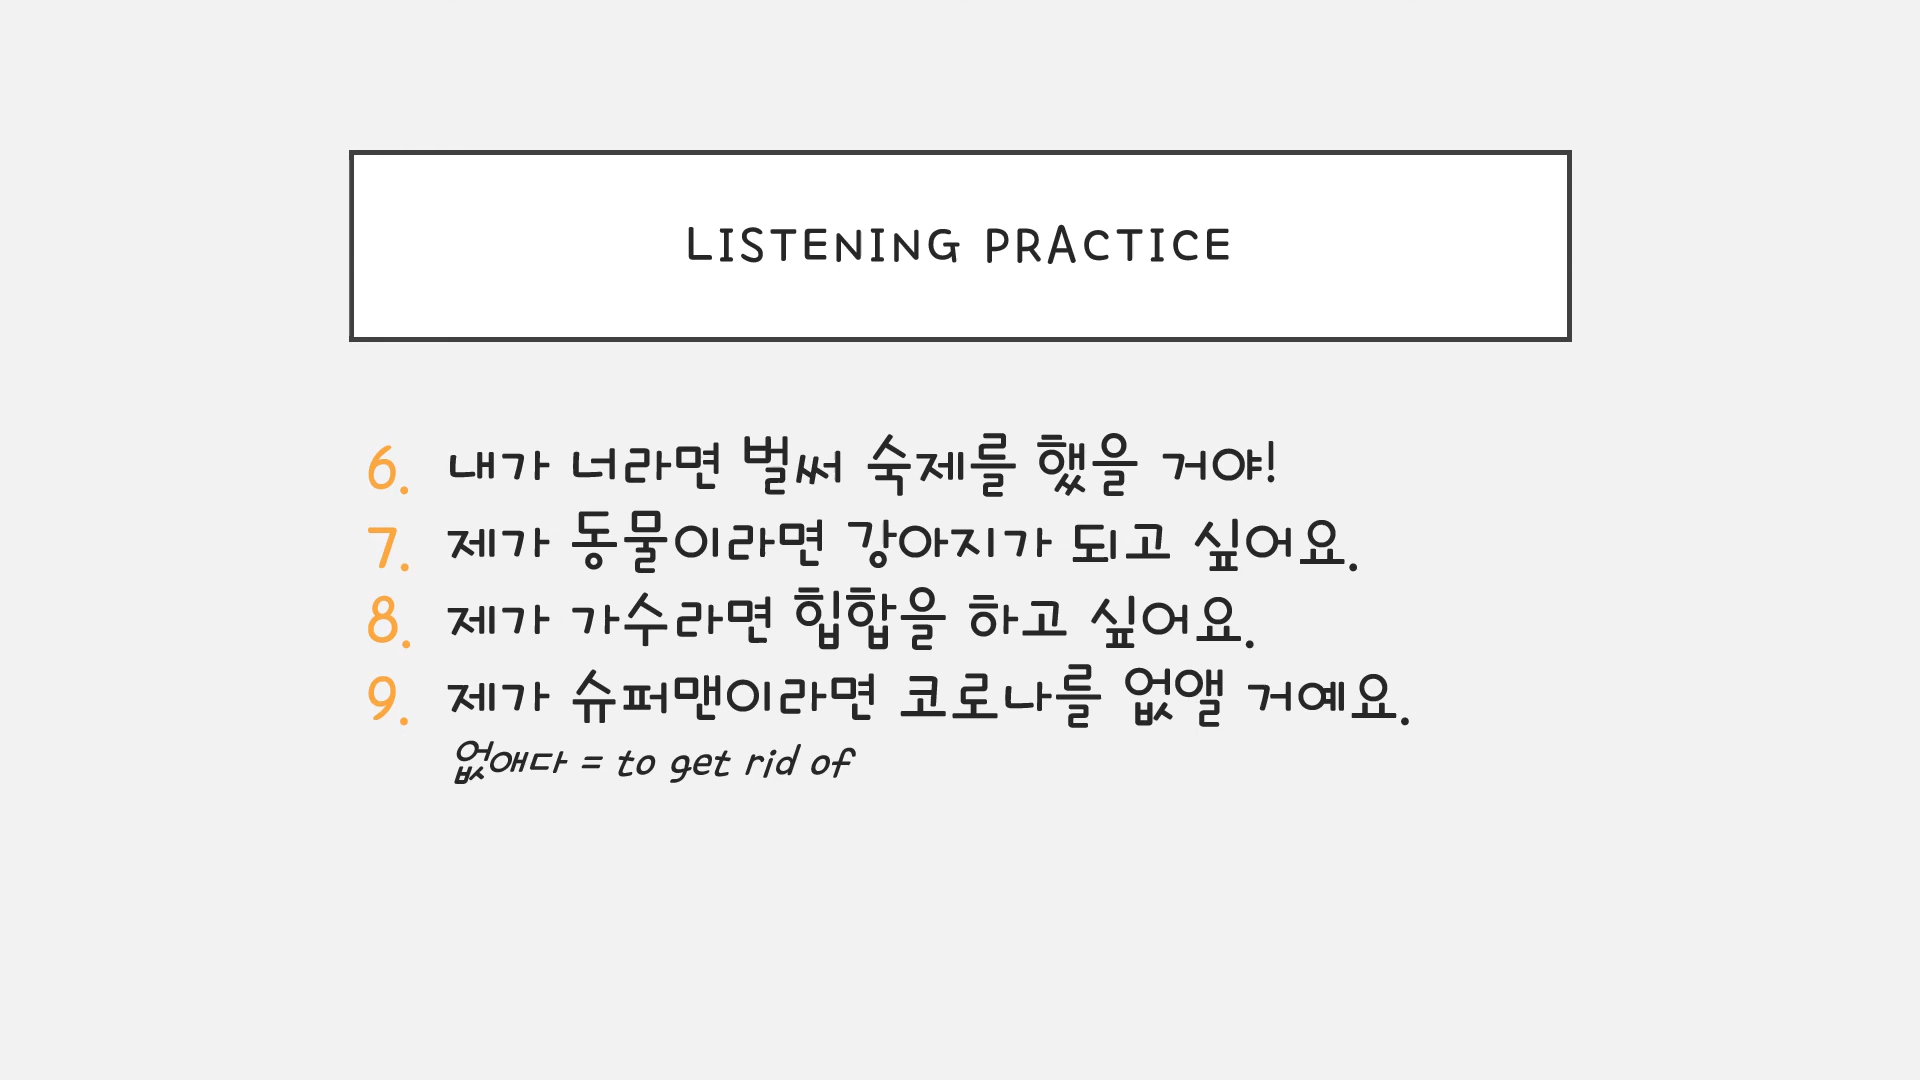 LISTENING PRACTICE
6. 내가 너라면 벌써 숙제를 했을 거야!
7. 제가 동물이라면 강아지가 되고 싶어요.
8. 제가 가수라면 힙합을 하고 싶어요.
9. 제가 슈퍼맨이라면 코로나를 없앨 거예요.
없애다 = to get rid of